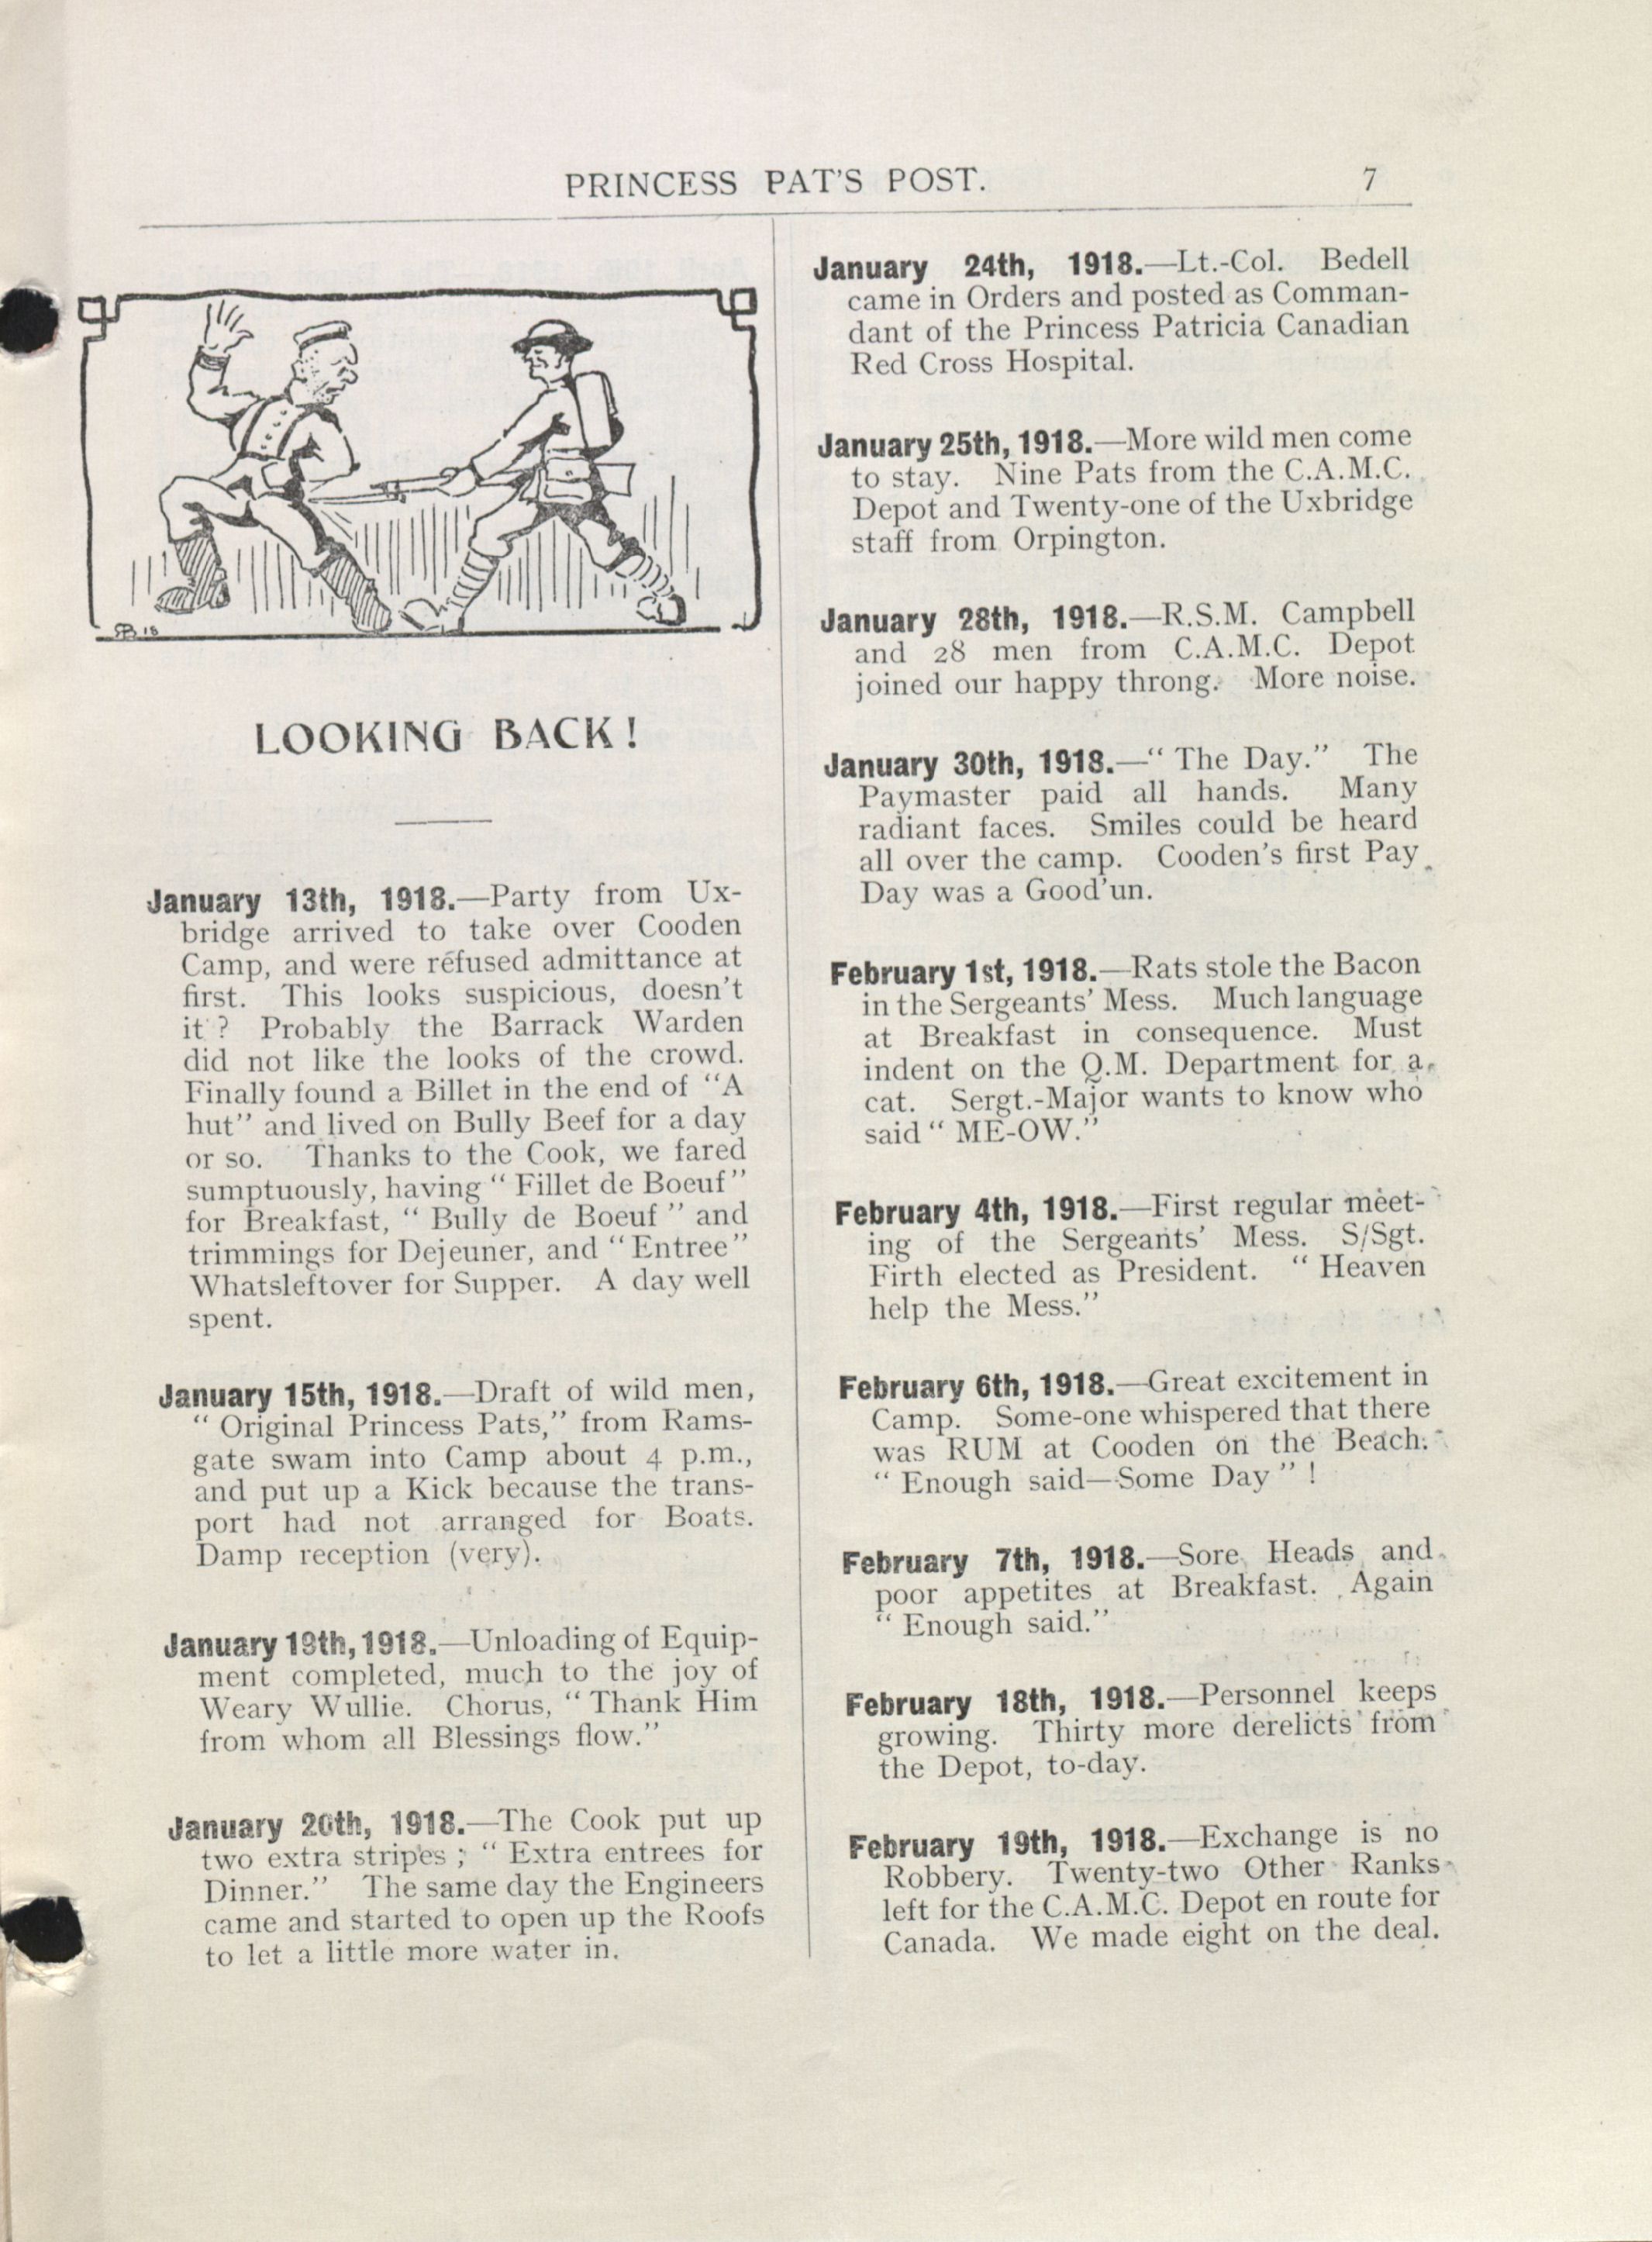 PRINCESS PAT'S POST.
7
LOOKING BACK!
January 13th, 1918.—Party from Ux-
bridge arrived to take over Cooden
Camp, and were refused admittance at
first. This looks suspicious, doesn't
it? Probably the Barrack Warden
did not like the looks of the crowd.
Finally found a Billet in the end of "A
hut" and lived on Bully Beef for a day
or so. Thanks to the Cook, we fared
sumptuously, having "Fillet de Boeuf"
for Breakfast, "Bully de Boeuf" and
trimmings for Dejeuner, and "Entree"
Whatsleftover for Supper. A day well
spent.
January 15th, 1918.—Draft of wild men,
"Original Princess Pats," from Rams-
gate swam into Camp about 4 p.m.,
and put up a Kick because the trans-
port had not arranged for Boats.
Damp reception (very).
January 19th, 1918.—Unloading of Equip-
ment completed, much to the joy of
Weary Wullie. Chorus, "Thank Him
from whom all Blessings flow."
January 20th, 1918.—The Cook put up
two extra stripes; "Extra entrees for
Dinner." The same day the Engineers
came and started to open up the Roofs
to let a little more water in.
January 24th, 1918.—Lt.-Col. Bedell
came in Orders and posted as Comman-
dant of the Princess Patricia Canadian
Red Cross Hospital.
January 25th, 1918.—More wild men come
to stay. Nine Pats from the C.A.M.C.
Depot and Twenty-one of the Uxbridge
staff from Orpington.
January 28th, 1918.—R.S.M. Campbell
and 28 men from C.A.M.C. Depot
joined our happy throng. More noise.
January 30th, 1918.—"The Day." The
Paymaster paid all hands. Many
radiant faces. Smiles could be heard
all over the camp. Cooden's first Pay
Day was a Good'un.
February 1st, 1918.—Rats stole the Bacon
in the Sergeants' Mess. Much language
at Breakfast in consequence. Must
indent on the Q.M. Department for a
cat. Sergt.-Major wants to know who
said "ME-OW."
February 4th, 1918.—First regular meet-
ing of the Sergeants' Mess. S/Sgt.
Firth elected as President. "Heaven
help the Mess."
February 6th, 1918.—Great excitement in
Camp. Some-one whispered that there
was RUM at Cooden on the Beach.
"Enough said—Some Day"!
February 7th, 1918.—Sore Heads and
poor appetites at Breakfast. Again
"Enough said."
February 18th, 1918.—Personnel keeps
growing. Thirty more derelicts from
the Depot, to-day.
February 19th, 1918.—Exchange is no
Robbery. Twenty-two Other Ranks
left for the C.A.M.C. Depot en route for
Canada. We made eight on the deal.